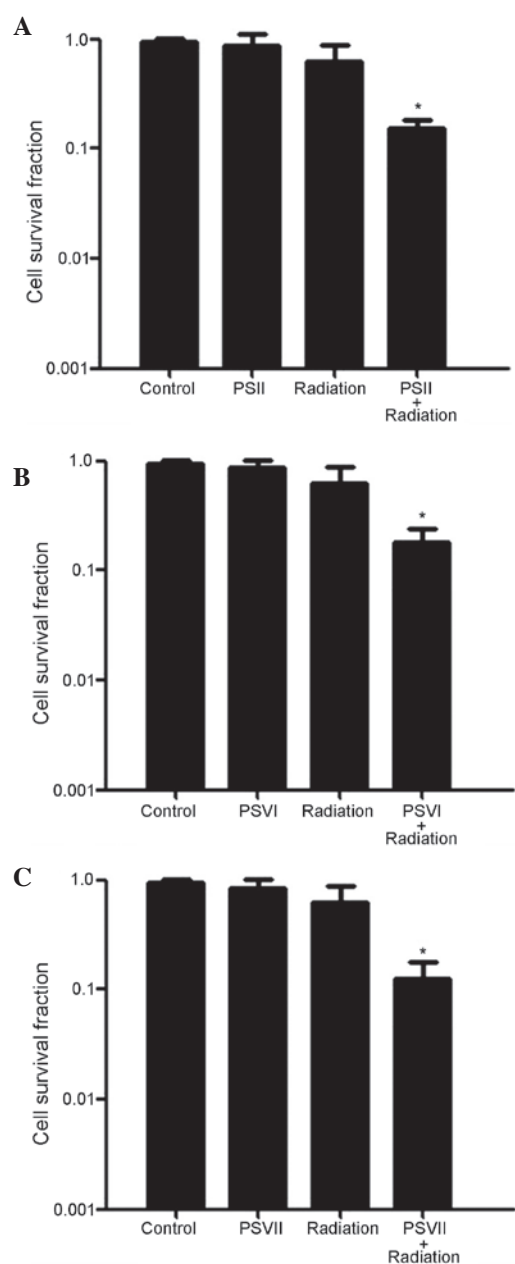 A
Cell survival fraction
1.0
0.1
0.01
0.001
*
Control PSII Radiation PSII
+
Radiation
B
Cell survival fraction
1.0
0.1
0.01
0.001
*
Control PSVI Radiation PSVI
+
Radiation
C
Cell survival fraction
1.0
0.1
0.01
0.001
*
Control PSVII Radiation PSVII
+
Radiation